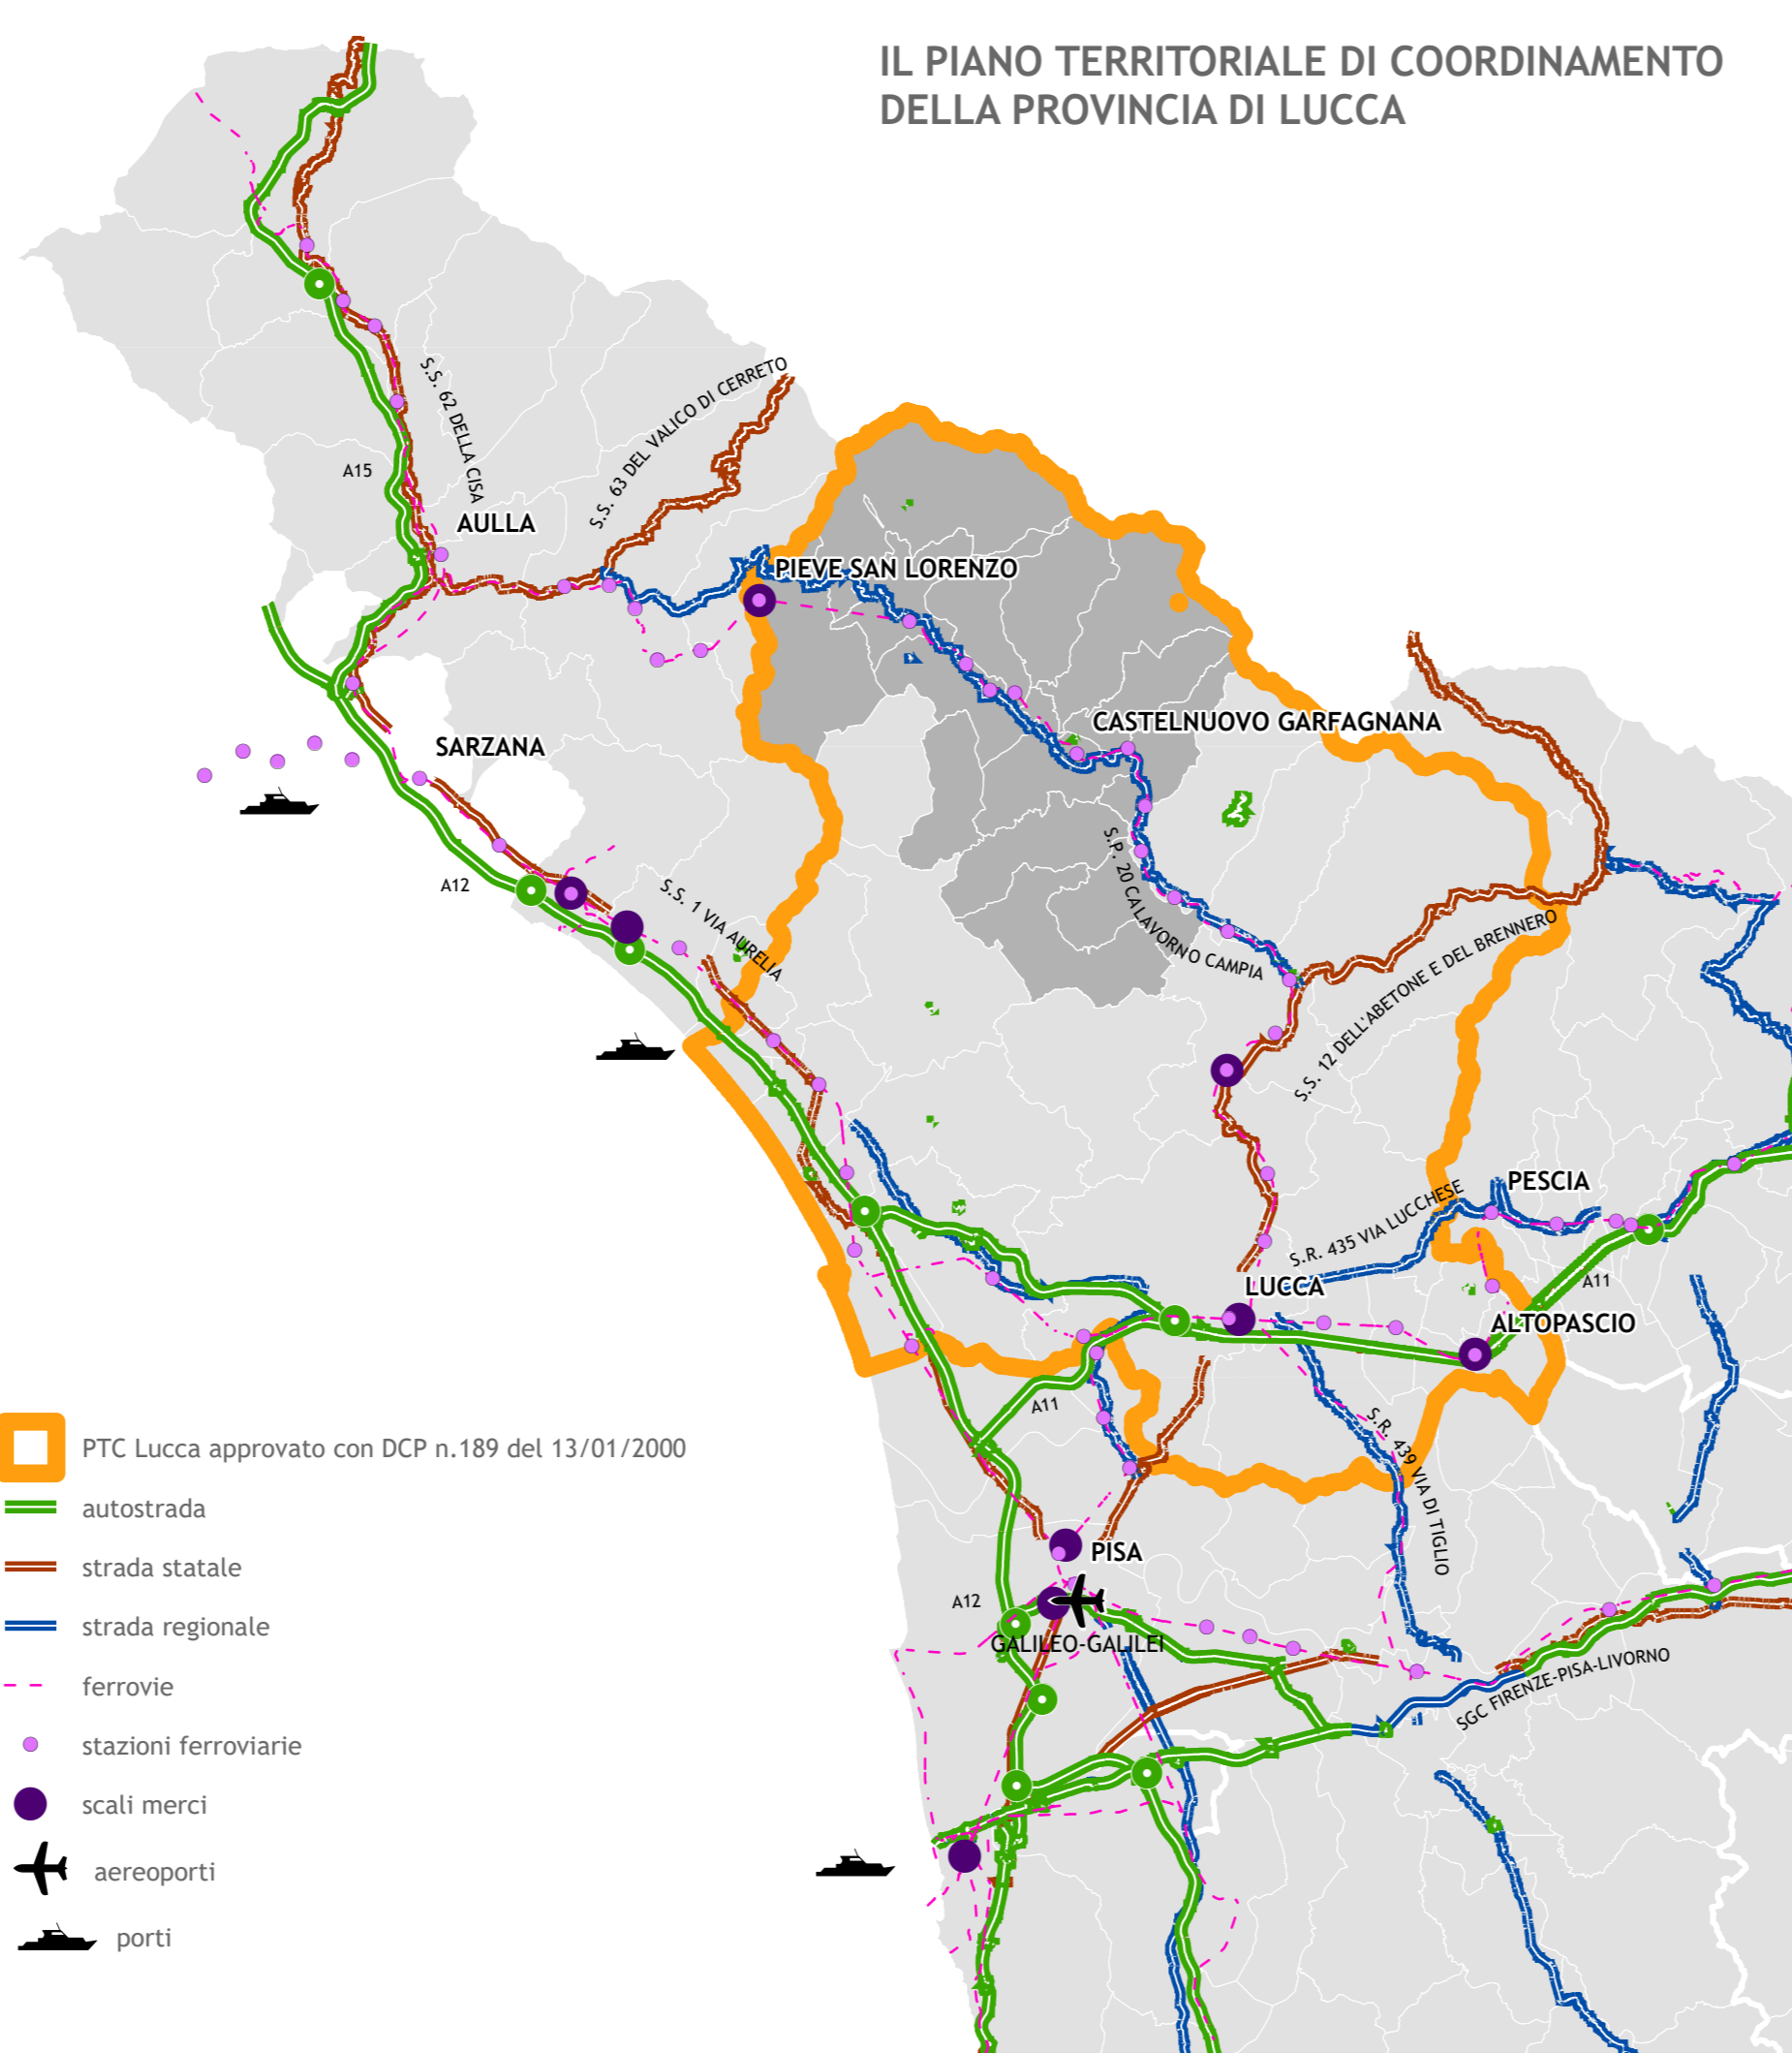 IL PIANO TERRITORIALE DI COORDINAMENTO
DELLA PROVINCIA DI LUCCA
S.S. 62 DELLA CISA
S.S. 63 DEL VALICO DI CERRETO
A15
AULLA
PIEVE SAN LORENZO
CASTELNUOVO GARFAGNANA
SARZANA
A12
S.S. 1 VIA AURELIA
S.P. 20 CALAVORNO CAMPIA
S.S. 12 DELL'ABETONE E DEL BRENNERO
PESCIA
S.R. 435 VIA LUCCHESE
LUCCA
A11
ALTOPASCIO
A11
S.R. 439 VIA DI TIGLIO
PISA
A12
GALILEO-GALILEI
SGC FIRENZE-PISA-LIVORNO
PTC Lucca approvato con DCP n.189 del 13/01/2000
autostrada
strada statale
strada regionale
ferrovie
stazioni ferroviarie
scali merci
aereoporti
porti